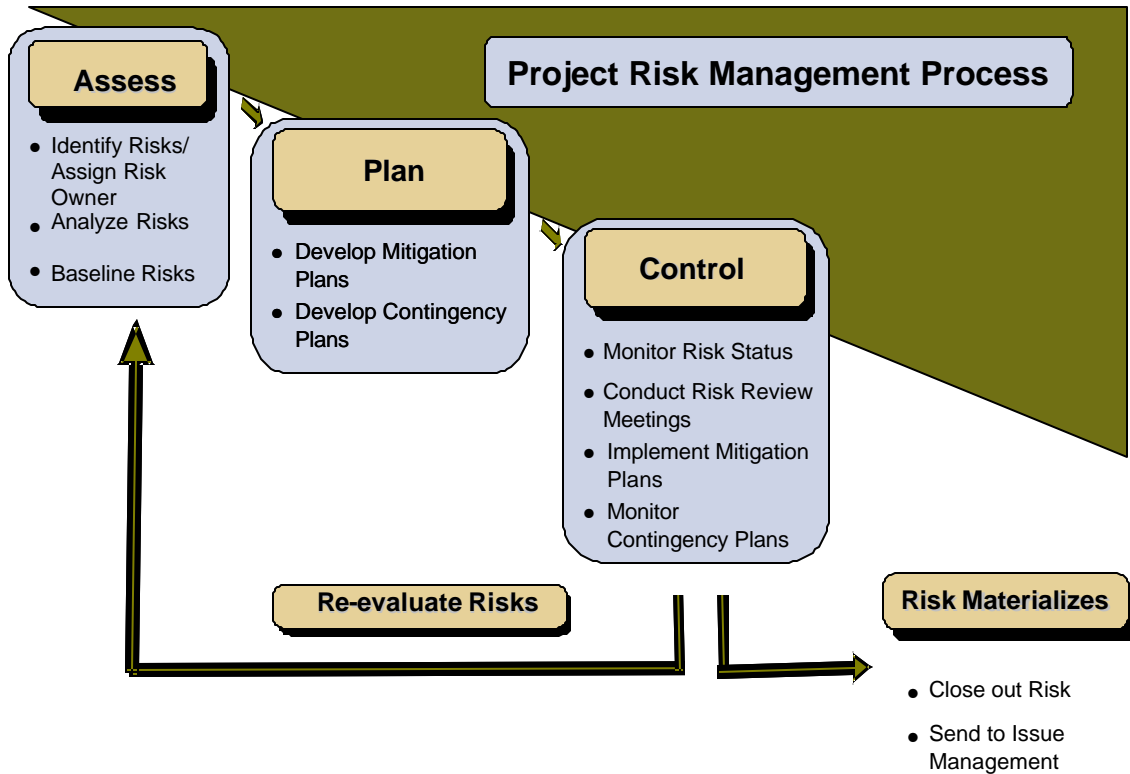 Project Risk Management Process
Assess
● Identify Risks/
Assign Risk
Owner
● Analyze Risks
● Baseline Risks
Plan
● Develop Mitigation
Plans
● Develop Contingency
Plans
Control
● Monitor Risk Status
● Conduct Risk Review
Meetings
● Implement Mitigation
Plans
● Monitor
Contingency Plans
Re-evaluate Risks
Risk Materializes
● Close out Risk
● Send to Issue
Management